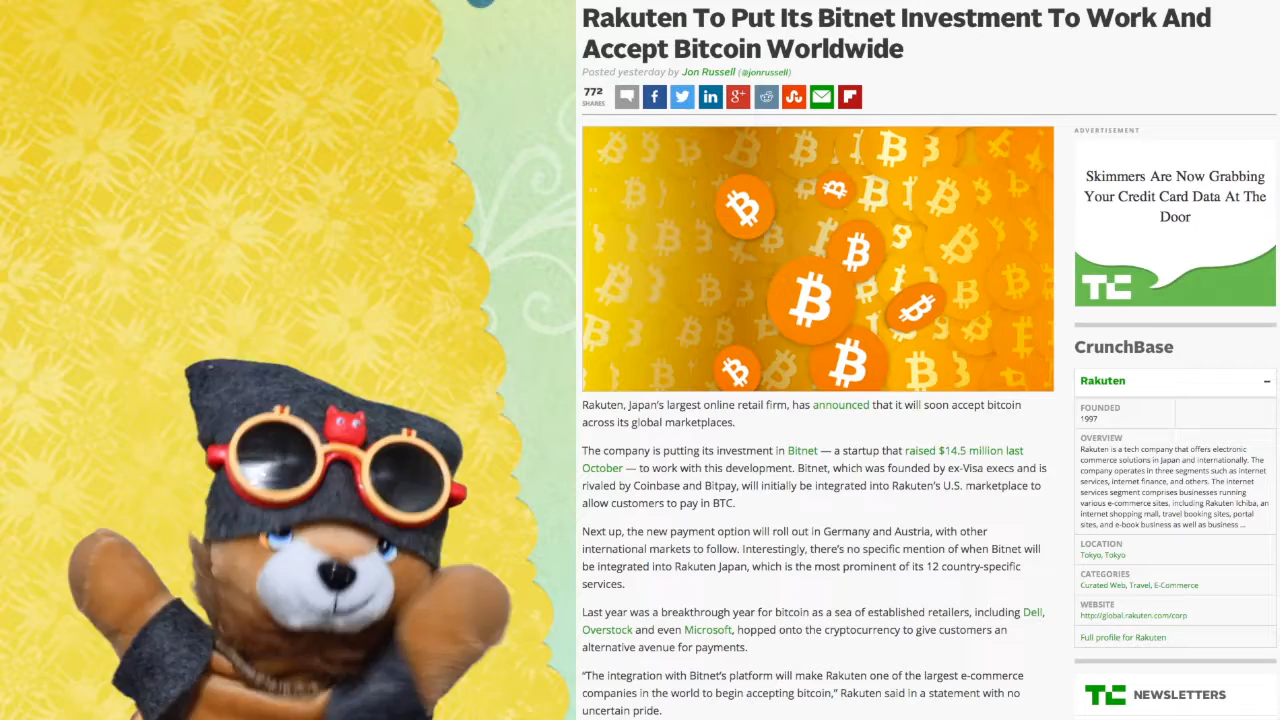 Rakuten To Put Its Bitnet Investment To Work And
Accept Bitcoin Worldwide
Posted yesterday by Jon Russell (@jonrussell)
772
SHARES
ADVERTISEMENT
Skimmers Are Now Grabbing
Your Credit Card Data At The
Door
TC
CrunchBase
Rakuten
–
FOUNDED
1997
OVERVIEW
Rakuten is a tech company that offers electronic
commerce solutions in Japan and internationally. The
company operates in three segments such as internet
services, internet finance, and others. The internet
services segment comprises businesses running
various e-commerce sites, including Rakuten Ichiba, an
internet shopping mall, travel booking sites, portal
sites, and e-book business as well as business ...
LOCATION
Tokyo, Tokyo
CATEGORIES
Curated Web, Travel, E-Commerce
WEBSITE
http://global.rakuten.com/corp
Full profile for Rakuten
TC NEWSLETTERS
Rakuten, Japan's largest online retail firm, has announced that it will soon accept bitcoin
across its global marketplaces.
The company is putting its investment in Bitnet — a startup that raised $14.5 million last
October — to work with this development. Bitnet, which was founded by ex-Visa execs and is
rivaled by Coinbase and Bitpay, will initially be integrated into Rakuten's U.S. marketplace to
allow customers to pay in BTC.
Next up, the new payment option will roll out in Germany and Austria, with other
international markets to follow. Interestingly, there's no specific mention of when Bitnet will
be integrated into Rakuten Japan, which is the most prominent of its 12 country-specific
services.
Last year was a breakthrough year for bitcoin as a sea of established retailers, including Dell,
Overstock and even Microsoft, hopped onto the cryptocurrency to give customers an
alternative avenue for payments.
"The integration with Bitnet's platform will make Rakuten one of the largest e-commerce
companies in the world to begin accepting bitcoin," Rakuten said in a statement with no
uncertain pride.